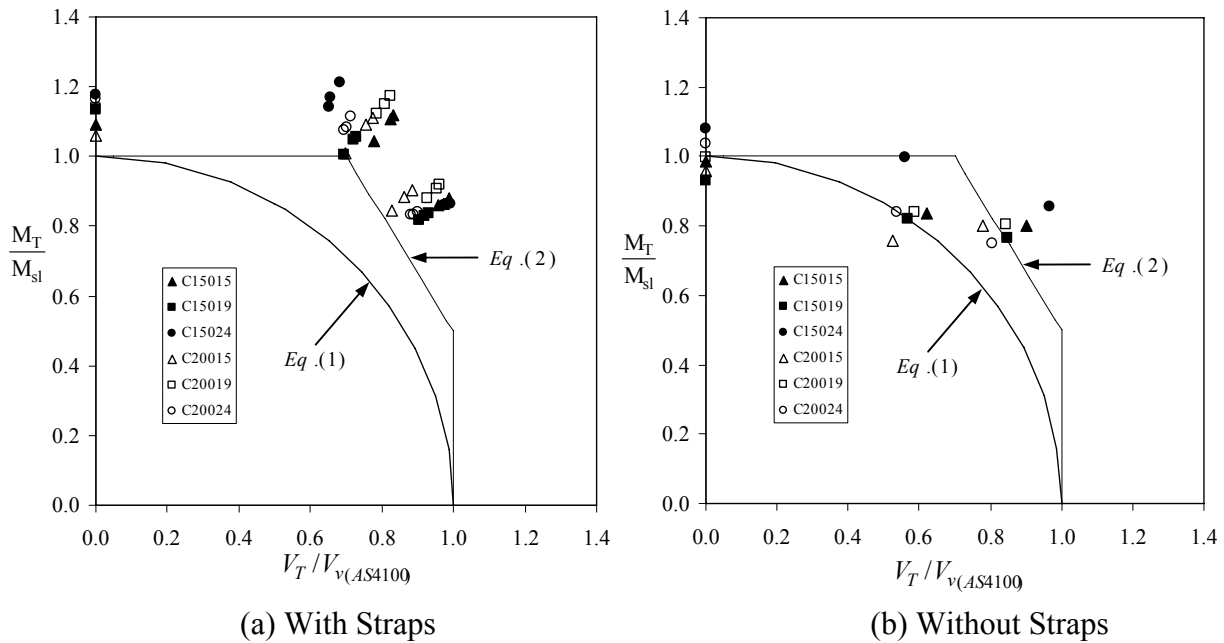 1.4
1.2
1.0
0.8
0.6
0.4
0.2
0.0
M_T
M_sl
C15015
C15019
C15024
C20015
C20019
C20024
Eq .(2)
Eq .(1)
0.0 0.2 0.4 0.6 0.8 1.0 1.2 1.4
V_T / V_v(AS4100)
(a) With Straps
1.4
1.2
1.0
0.8
0.6
0.4
0.2
0.0
M_T
M_sl
C15015
C15019
C15024
C20015
C20019
C20024
Eq .(2)
Eq .(1)
0.0 0.2 0.4 0.6 0.8 1.0 1.2 1.4
V_T / V_v(AS4100)
(b) Without Straps